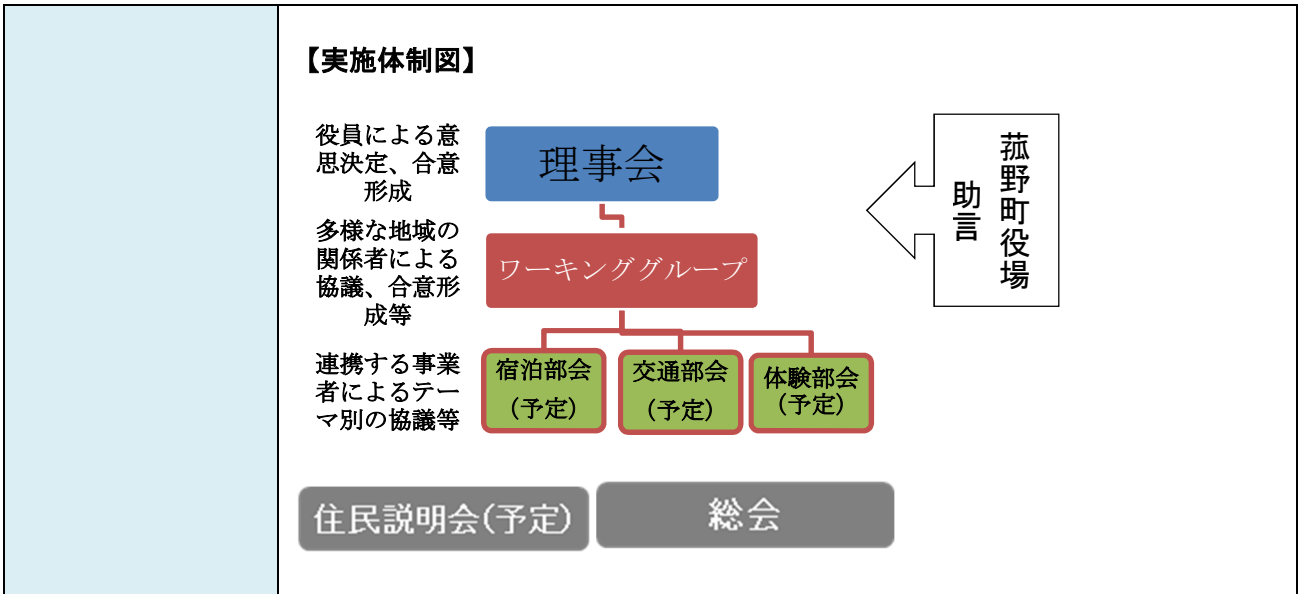 【実施体制図】
役員による意
思決定、合意
形成
理事会
多様な地域の
関係者による
協議、合意形
成等
ワーキンググループ
連携する事業
者によるテー
マ別の協議等
宿泊部会
(予定)
交通部会
(予定)
体験部会
(予定)
菰野町役場
助言
住民説明会(予定)
総会